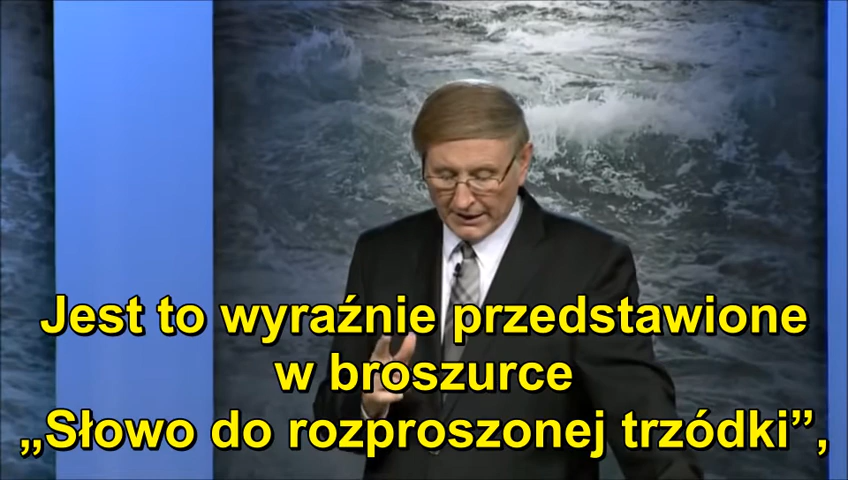 Jest to wyraźnie przedstawione
w broszurce
„Słowo do rozproszonej trzódki”,